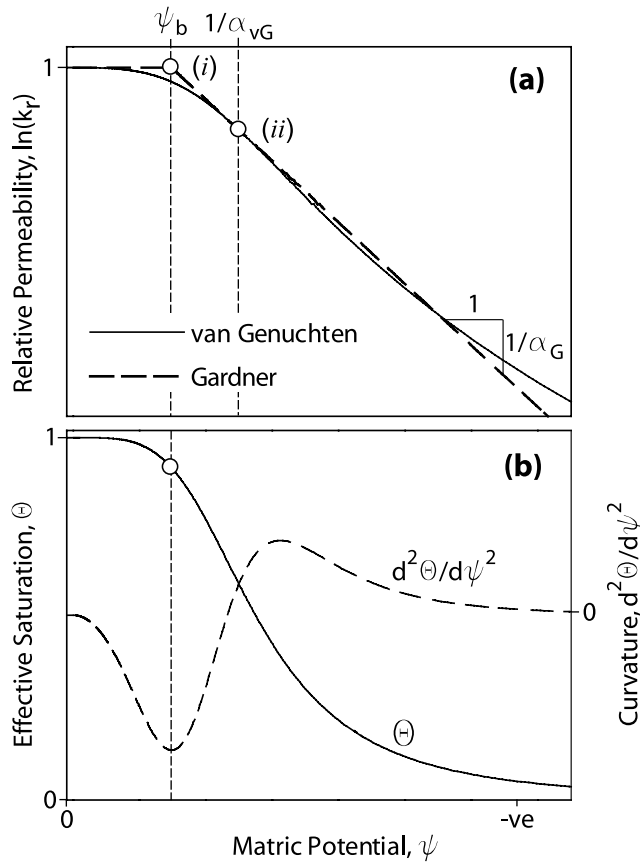 ψb 1/αvG
1
(i)
(a)
(ii)
Relative Permeability, ln(kr)
1
1/αG
van Genuchten
Gardner
1
(b)
Effective Saturation, Θ
d²Θ/dψ²
0
Curvature, d²Θ/dψ²
Θ
0
0
-ve
Matric Potential, ψ